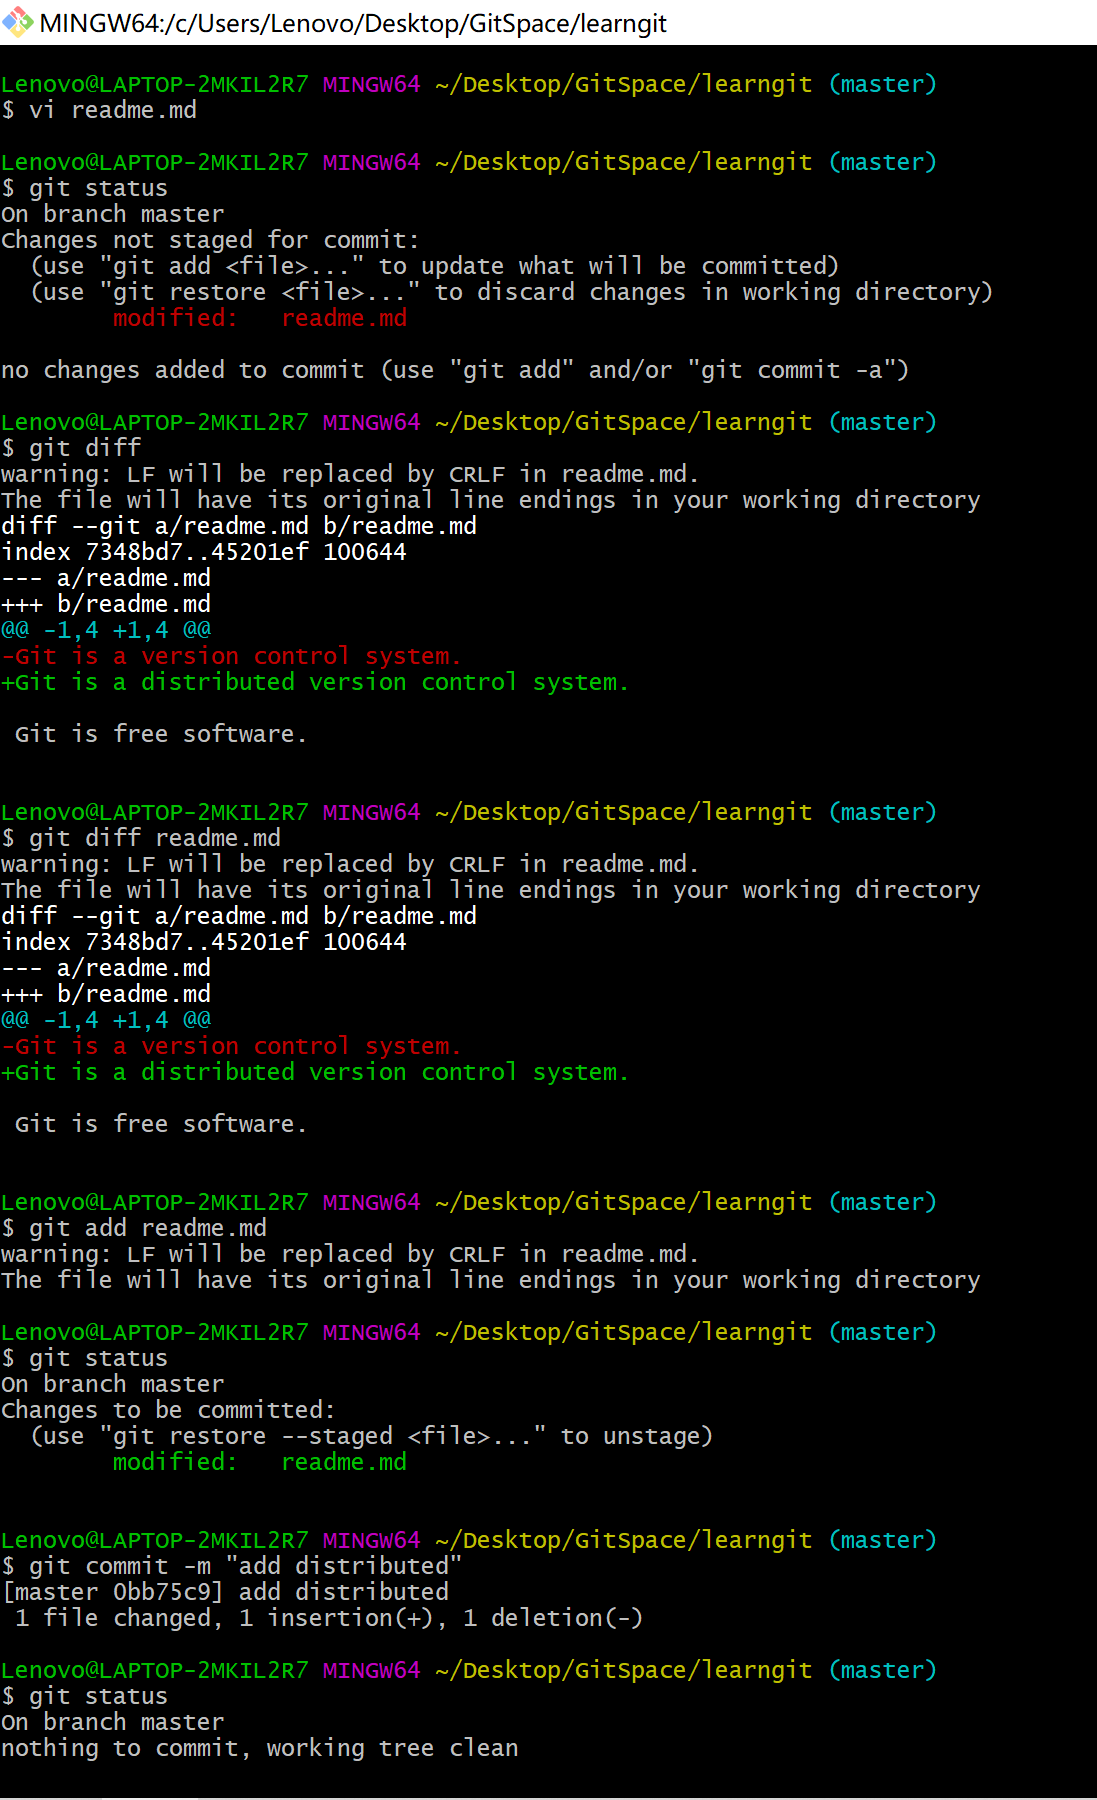 MINGW64:/c/Users/Lenovo/Desktop/GitSpace/learngit
Lenovo@LAPTOP-2MKIL2R7 MINGW64 ~/Desktop/GitSpace/learngit (master)
$ vi readme.md
Lenovo@LAPTOP-2MKIL2R7 MINGW64 ~/Desktop/GitSpace/learngit (master)
$ git status
On branch master
Changes not staged for commit:
  (use "git add <file>..." to update what will be committed)
  (use "git restore <file>..." to discard changes in working directory)
        modified:   readme.md
no changes added to commit (use "git add" and/or "git commit -a")
Lenovo@LAPTOP-2MKIL2R7 MINGW64 ~/Desktop/GitSpace/learngit (master)
$ git diff
warning: LF will be replaced by CRLF in readme.md.
The file will have its original line endings in your working directory
diff --git a/readme.md b/readme.md
index 7348bd7..45201ef 100644
--- a/readme.md
+++ b/readme.md
@@ -1,4 +1,4 @@
-Git is a version control system.
+Git is a distributed version control system.
 Git is free software.
Lenovo@LAPTOP-2MKIL2R7 MINGW64 ~/Desktop/GitSpace/learngit (master)
$ git diff readme.md
warning: LF will be replaced by CRLF in readme.md.
The file will have its original line endings in your working directory
diff --git a/readme.md b/readme.md
index 7348bd7..45201ef 100644
--- a/readme.md
+++ b/readme.md
@@ -1,4 +1,4 @@
-Git is a version control system.
+Git is a distributed version control system.
 Git is free software.
Lenovo@LAPTOP-2MKIL2R7 MINGW64 ~/Desktop/GitSpace/learngit (master)
$ git add readme.md
warning: LF will be replaced by CRLF in readme.md.
The file will have its original line endings in your working directory
Lenovo@LAPTOP-2MKIL2R7 MINGW64 ~/Desktop/GitSpace/learngit (master)
$ git status
On branch master
Changes to be committed:
  (use "git restore --staged <file>..." to unstage)
        modified:   readme.md
Lenovo@LAPTOP-2MKIL2R7 MINGW64 ~/Desktop/GitSpace/learngit (master)
$ git commit -m "add distributed"
[master 0bb75c9] add distributed
 1 file changed, 1 insertion(+), 1 deletion(-)
Lenovo@LAPTOP-2MKIL2R7 MINGW64 ~/Desktop/GitSpace/learngit (master)
$ git status
On branch master
nothing to commit, working tree clean